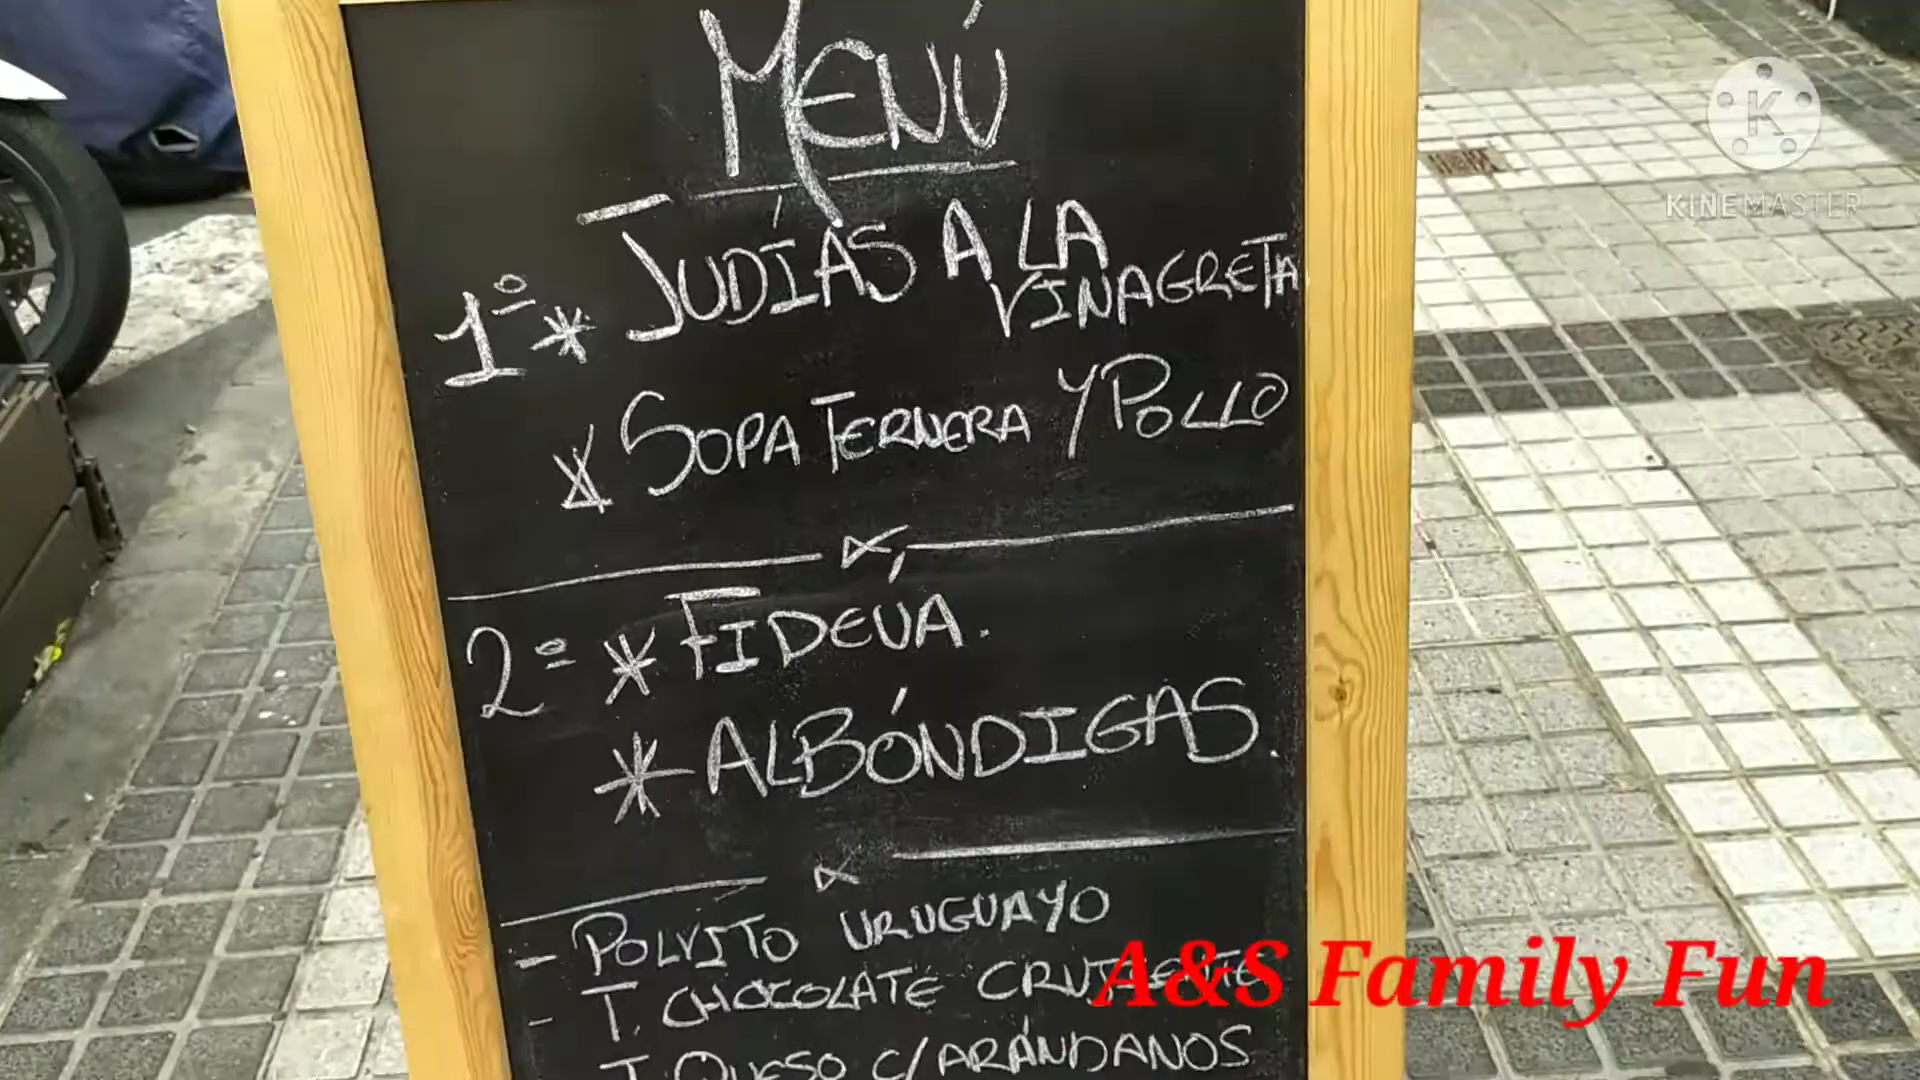 MENÚ
1º * JUDÍAS A LA
VINAGRETA
* SOPA TERNERA Y POLLO
2º * FIDEUA.
* ALBÓNDIGAS.
- POLVITO URUGUAYO
- T. CHOCOLATE
T. QUESO C/ARÁNDANOS
A&S Family Fun
K
KINEMASTER